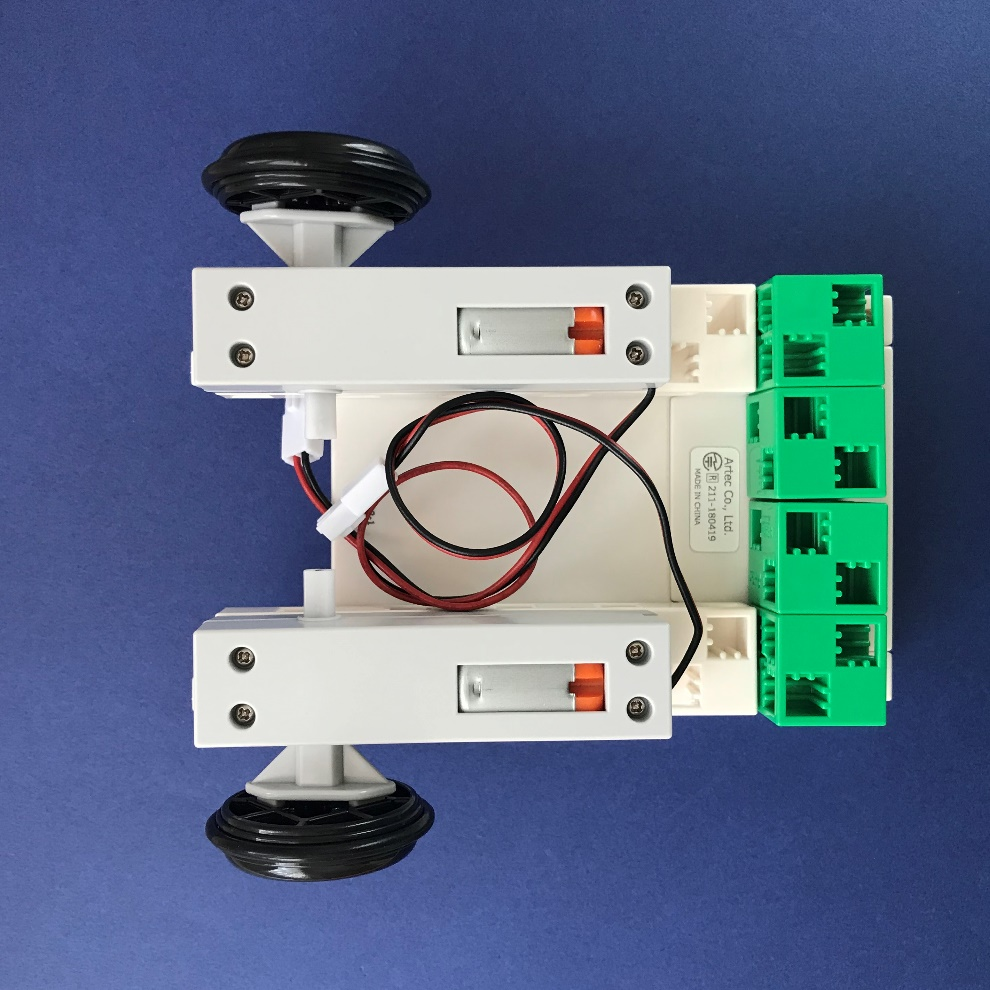 Artec Co., Ltd.
R 211-180419
MADE IN CHINA